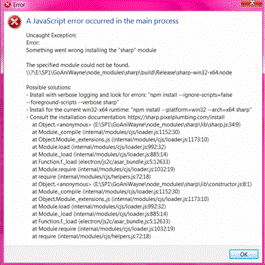 Error
A JavaScript error occurred in the main process
Uncaught Exception:
Error:
Something went wrong installing the "sharp" module
The specified module could not be found.
\\?\E:\SP1\GoAniWayne\node_modules\sharp\build\Release\sharp-win32-x64.node
Possible solutions:
- Install with verbose logging and look for errors: "npm install --ignore-scripts=false
--foreground-scripts --verbose sharp"
- Install for the current win32-x64 runtime: "npm install --platform=win32 --arch=x64 sharp"
- Consult the installation documentation: https://sharp.pixelplumbing.com/install
at Object.<anonymous> (E:\SP1\GoAniWayne\node_modules\sharp\lib\sharp.js:34:9)
at Module._compile (internal/modules/cjs/loader.js:1152:30)
at Object.Module._extensions..js (internal/modules/cjs/loader.js:1173:10)
at Module.load (internal/modules/cjs/loader.js:992:32)
at Module._load (internal/modules/cjs/loader.js:885:14)
at Function.f._load (electron/js2c/asar_bundle.js:5:12633)
at Module.require (internal/modules/cjs/loader.js:1032:19)
at require (internal/modules/cjs/helpers.js:72:18)
at Object.<anonymous> (E:\SP1\GoAniWayne\node_modules\sharp\lib\constructor.js:8:1)
at Module._compile (internal/modules/cjs/loader.js:1152:30)
at Object.Module._extensions..js (internal/modules/cjs/loader.js:1173:10)
at Module.load (internal/modules/cjs/loader.js:992:32)
at Module._load (internal/modules/cjs/loader.js:885:14)
at Function.f._load (electron/js2c/asar_bundle.js:5:12633)
at Module.require (internal/modules/cjs/loader.js:1032:19)
at require (internal/modules/cjs/helpers.js:72:18)
OK